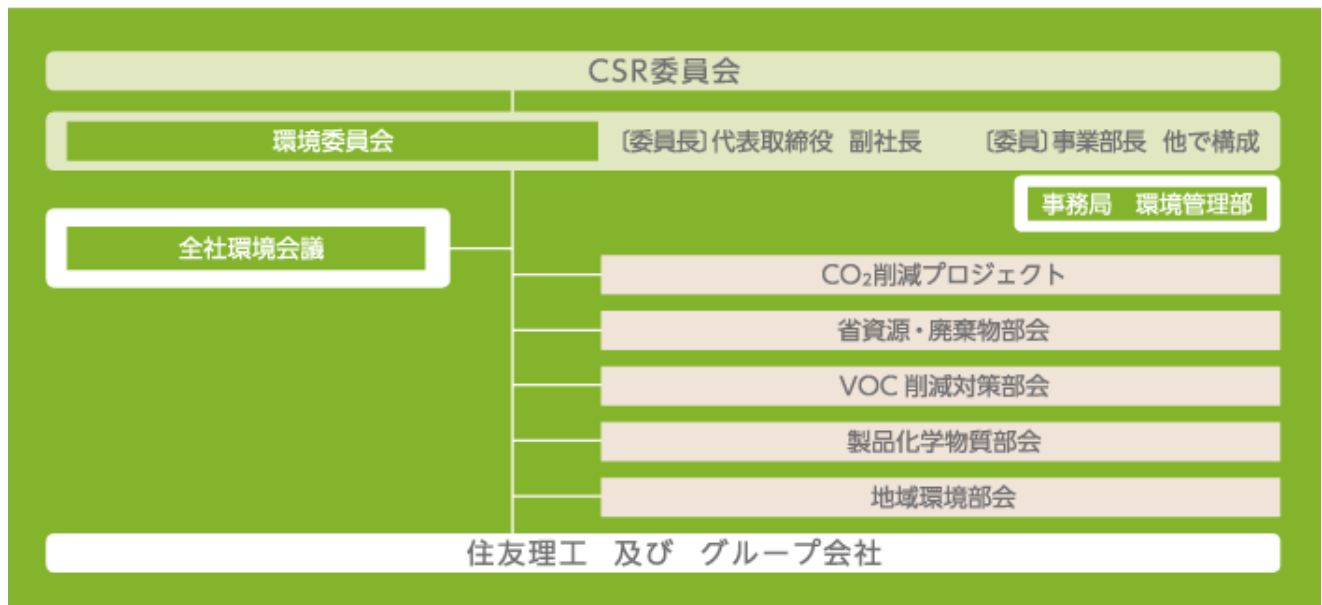 CSR委員会
環境委員会 〔委員長〕代表取締役 副社長 〔委員〕事業部長 他で構成
事務局 環境管理部
全社環境会議
CO₂削減プロジェクト
省資源・廃棄物部会
VOC 削減対策部会
製品化学物質部会
地域環境部会
住友理工 及び グループ会社